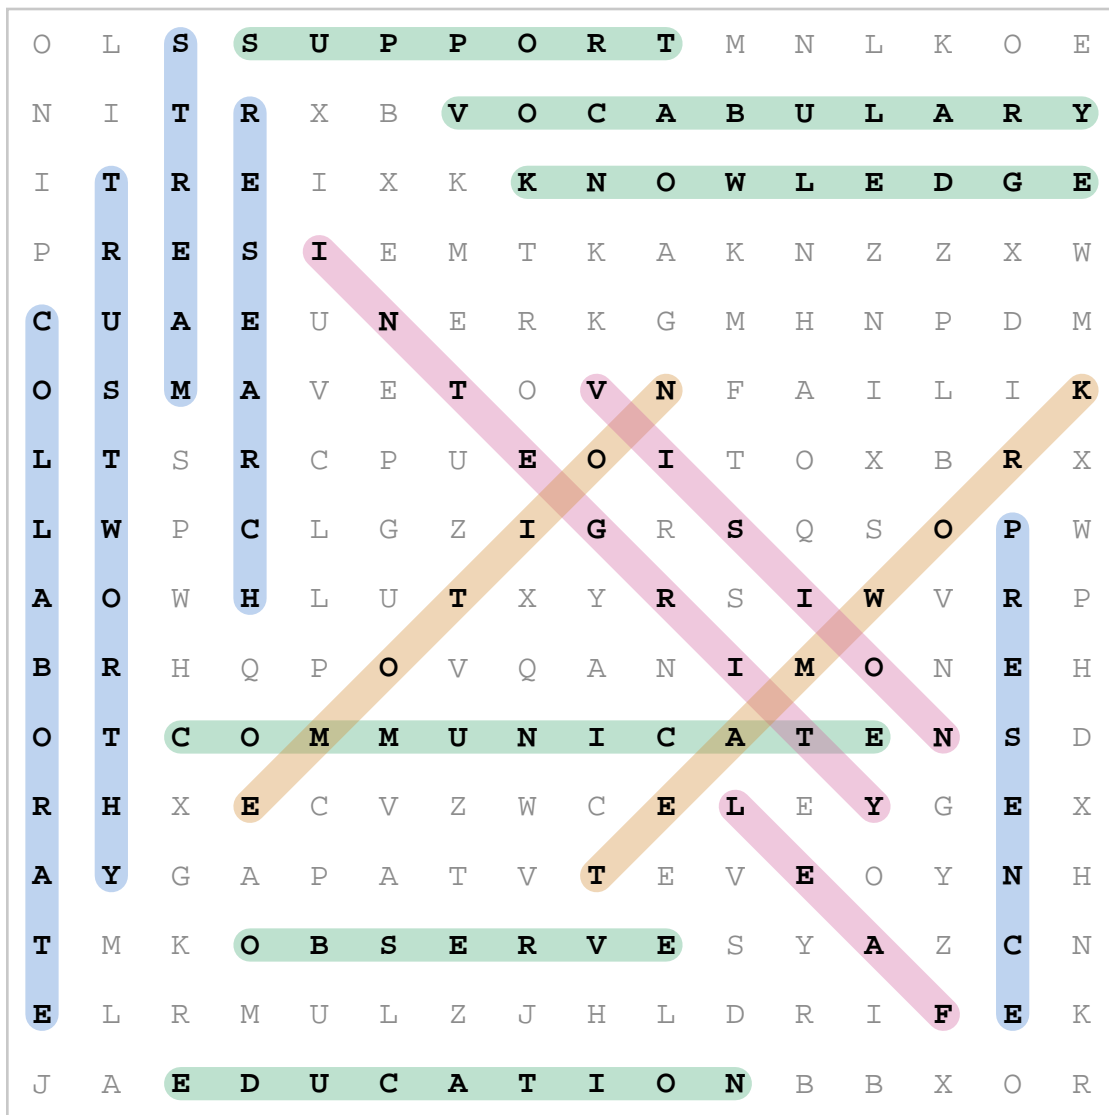 O L S S U P P O R T M N L K O E
N I T R X B V O C A B U L A R Y
I T R E I X K K N O W L E D G E
P R E S I E M T K A K N Z Z X W
C U A E U N E R K G M H N P D M
O S M A V E T O V N F A I L I K
L T S R C P U E O I T O X B R X
L W P C L G Z I G R S Q S O P W
A O W H L U T X Y R S I W V R P
B R H Q P O V Q A N I M O N E H
O T C O M M U N I C A T E N S D
R H X E C V Z W C E L E Y G E X
A Y G A P A T V T E V E O Y N H
T M K O B S E R V E S Y A Z C N
E L R M U L Z J H L D R I F E K
J A E D U C A T I O N B B X O R